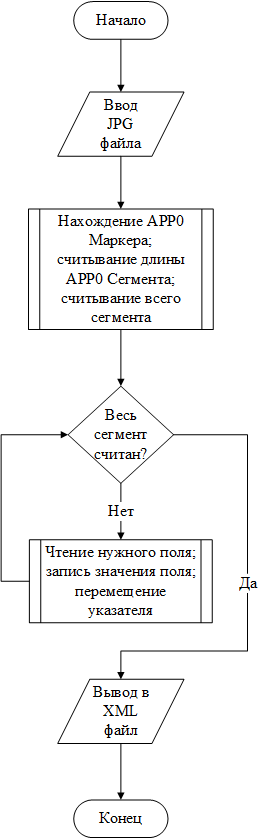 Начало
Ввод
JPG
файла
Нахождение APP0
Маркера;
считывание длины
APP0 Сегмента;
считывание всего
сегмента
Весь
сегмент
считан?
Нет
Чтение нужного поля;
запись значения поля;
перемещение
указателя
Да
Вывод в
XML
файл
Конец